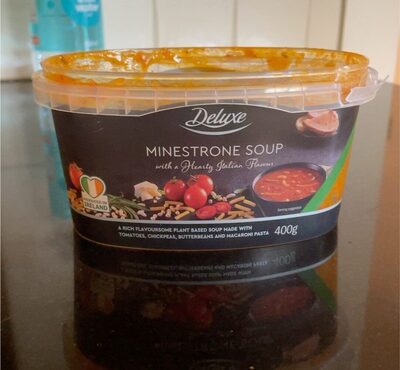 Deluxe
MINESTRONE SOUP
with a Hearty Italian Flavour
IRELAND
A RICH FLAVOURSOME PLANT BASED SOUP MADE WITH
TOMATOES, CHICKPEAS, BUTTERBEANS AND MACARONI PASTA 400g